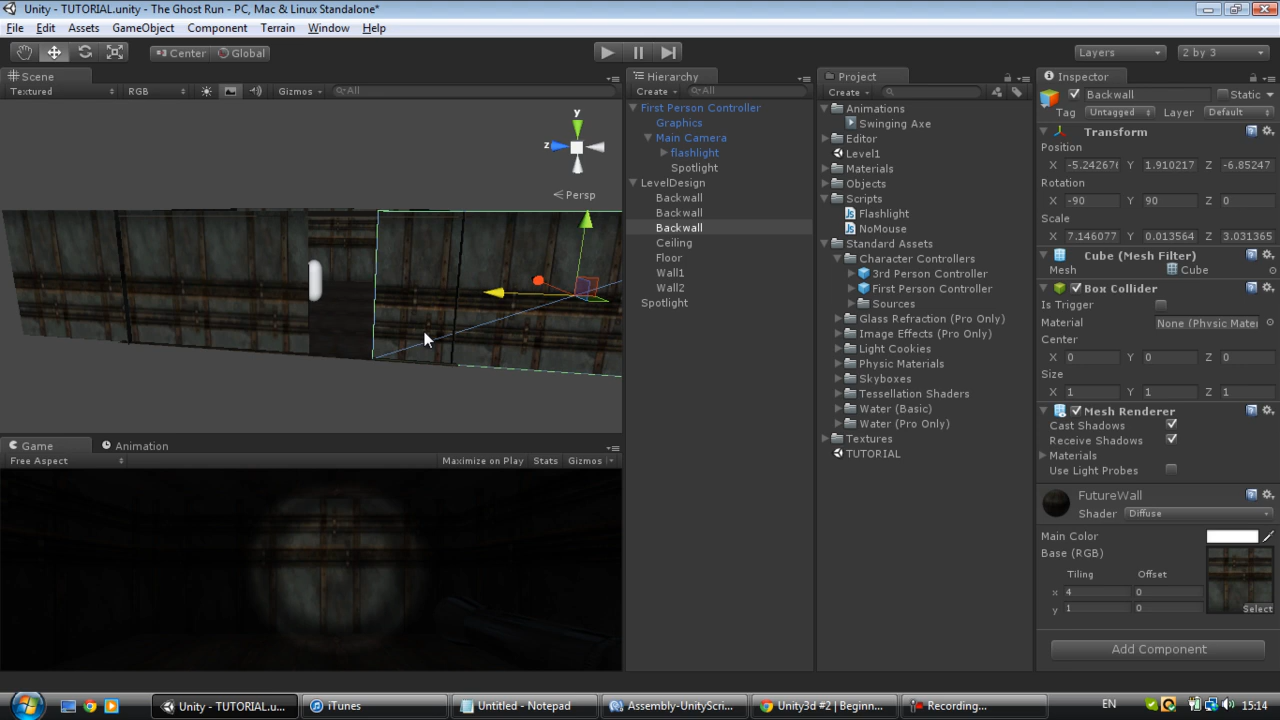 Unity - TUTORIAL.unity - The Ghost Run - PC, Mac & Linux Standalone*
File Edit Assets GameObject Component Terrain Window Help
Center Global Layers 2 by 3
Scene
Textured RGB Gizmos All
y
z
Persp
Game Animation
Free Aspect Maximize on Play Stats Gizmos
Hierarchy
Create All
First Person Controller
Graphics
Main Camera
flashlight
Spotlight
LevelDesign
Backwall
Backwall
Backwall
Ceiling
Floor
Wall1
Wall2
Spotlight
Project
Create
Animations
Swinging Axe
Editor
Level1
Materials
Objects
Scripts
Flashlight
NoMouse
Standard Assets
Character Controllers
3rd Person Controller
First Person Controller
Sources
Glass Refraction (Pro Only)
Image Effects (Pro Only)
Light Cookies
Physic Materials
Skyboxes
Tessellation Shaders
Water (Basic)
Water (Pro Only)
Textures
TUTORIAL
Inspector
Backwall Static
Tag Untagged Layer Default
Transform
Position
X -5.242676 Y 1.910217 Z -6.85247
Rotation
X -90 Y 90 Z 0
Scale
X 7.146077 Y 0.013564 Z 3.031365
Cube (Mesh Filter)
Mesh Cube
Box Collider
Is Trigger
Material None (Physic Mater
Center
X 0 Y 0 Z 0
Size
X 1 Y 1 Z 1
Mesh Renderer
Cast Shadows
Receive Shadows
Materials
Use Light Probes
FutureWall
Shader Diffuse
Main Color
Base (RGB)
Tiling Offset
x 4 0
y 1 0
Select
Add Component
Unity - TUTORIAL.u... iTunes Untitled - Notepad Assembly-UnityScri... Unity3d #2 | Beginn... Recording... EN 15:14